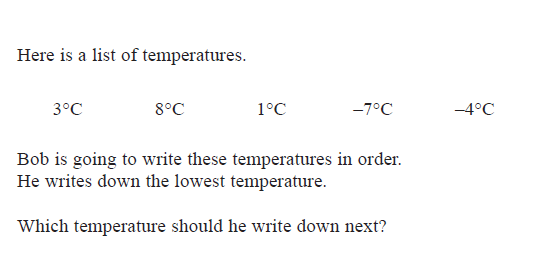 Here is a list of temperatures.
3°C 8°C 1°C –7°C –4°C
Bob is going to write these temperatures in order.
He writes down the lowest temperature.
Which temperature should he write down next?